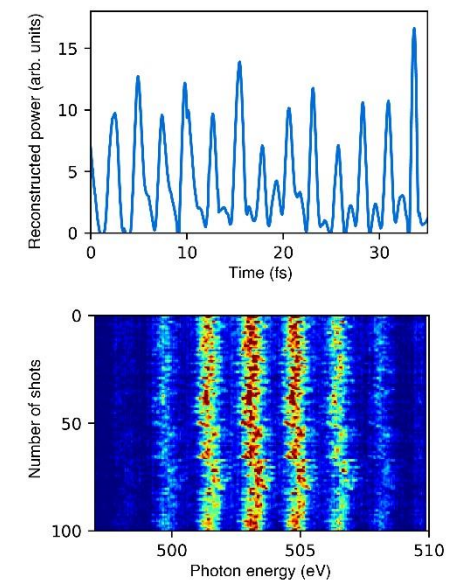 Reconstructed power (arb. units)
15
10
5
0
0 10 20 30
Time (fs)
Number of shots
0
50
100
500 505 510
Photon energy (eV)